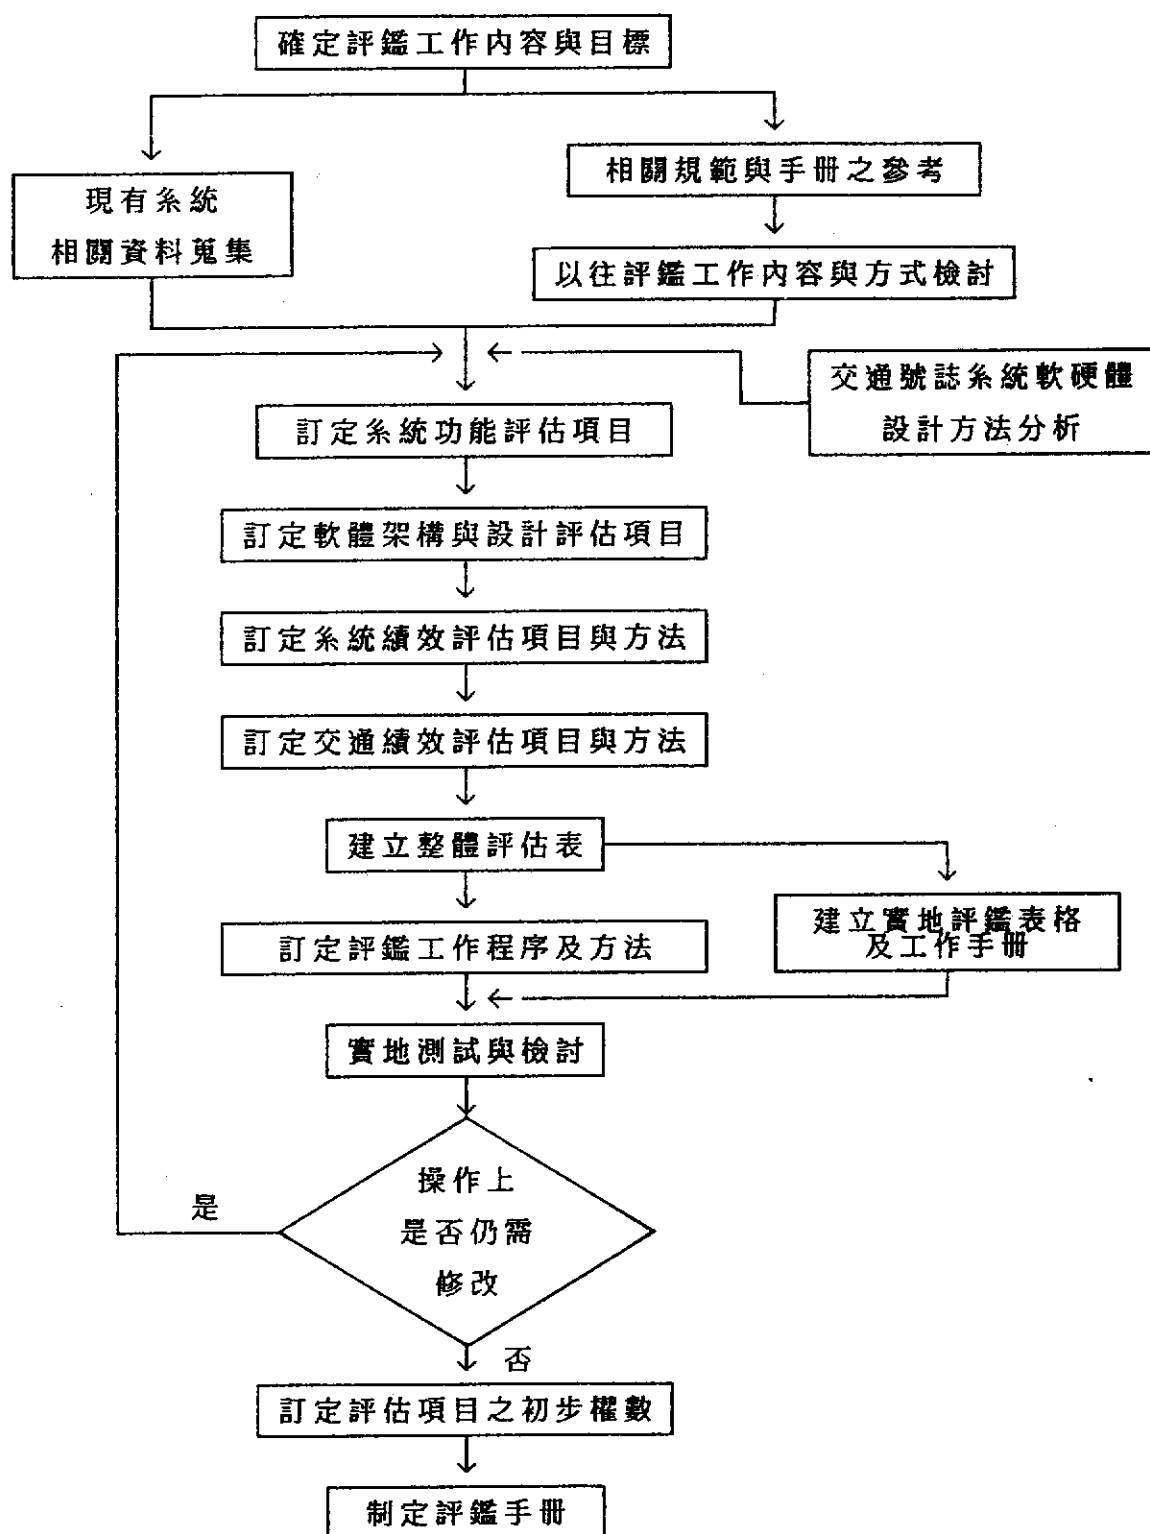 確定評鑑工作內容與目標
相關規範與手冊之參考
現有系統
相關資料蒐集
以往評鑑工作內容與方式檢討
交通號誌系統軟硬體
設計方法分析
訂定系統功能評估項目
訂定軟體架構與設計評估項目
訂定系統績效評估項目與方法
訂定交通績效評估項目與方法
建立整體評估表
建立實地評鑑表格
及工作手冊
訂定評鑑工作程序及方法
實地測試與檢討
操作上
是否仍需
修改
是
否
訂定評估項目之初步權數
制定評鑑手冊